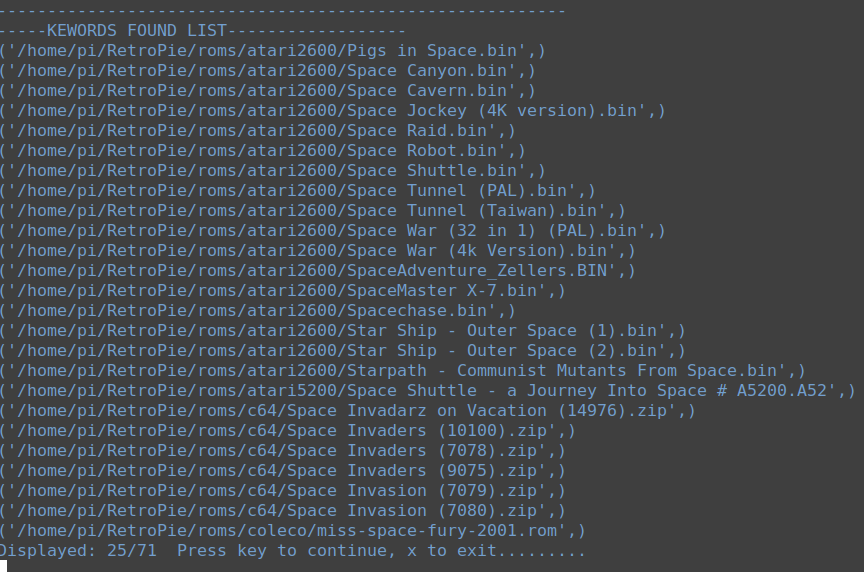 ---------------------------------------------------------
-----KEWORDS FOUND LIST------------------
('/home/pi/RetroPie/roms/atari2600/Pigs in Space.bin',)
('/home/pi/RetroPie/roms/atari2600/Space Canyon.bin',)
('/home/pi/RetroPie/roms/atari2600/Space Cavern.bin',)
('/home/pi/RetroPie/roms/atari2600/Space Jockey (4K version).bin',)
('/home/pi/RetroPie/roms/atari2600/Space Raid.bin',)
('/home/pi/RetroPie/roms/atari2600/Space Robot.bin',)
('/home/pi/RetroPie/roms/atari2600/Space Shuttle.bin',)
('/home/pi/RetroPie/roms/atari2600/Space Tunnel (PAL).bin',)
('/home/pi/RetroPie/roms/atari2600/Space Tunnel (Taiwan).bin',)
('/home/pi/RetroPie/roms/atari2600/Space War (32 in 1) (PAL).bin',)
('/home/pi/RetroPie/roms/atari2600/Space War (4k Version).bin',)
('/home/pi/RetroPie/roms/atari2600/SpaceAdventure_Zellers.BIN',)
('/home/pi/RetroPie/roms/atari2600/SpaceMaster X-7.bin',)
('/home/pi/RetroPie/roms/atari2600/Spacechase.bin',)
('/home/pi/RetroPie/roms/atari2600/Star Ship - Outer Space (1).bin',)
('/home/pi/RetroPie/roms/atari2600/Star Ship - Outer Space (2).bin',)
('/home/pi/RetroPie/roms/atari2600/Starpath - Communist Mutants From Space.bin',)
('/home/pi/RetroPie/roms/atari5200/Space Shuttle - a Journey Into Space # A5200.A52',)
('/home/pi/RetroPie/roms/c64/Space Invadarz on Vacation (14976).zip',)
('/home/pi/RetroPie/roms/c64/Space Invaders (10100).zip',)
('/home/pi/RetroPie/roms/c64/Space Invaders (7078).zip',)
('/home/pi/RetroPie/roms/c64/Space Invaders (9075).zip',)
('/home/pi/RetroPie/roms/c64/Space Invasion (7079).zip',)
('/home/pi/RetroPie/roms/c64/Space Invasion (7080).zip',)
('/home/pi/RetroPie/roms/coleco/miss-space-fury-2001.rom',)
Displayed: 25/71  Press key to continue, x to exit.........